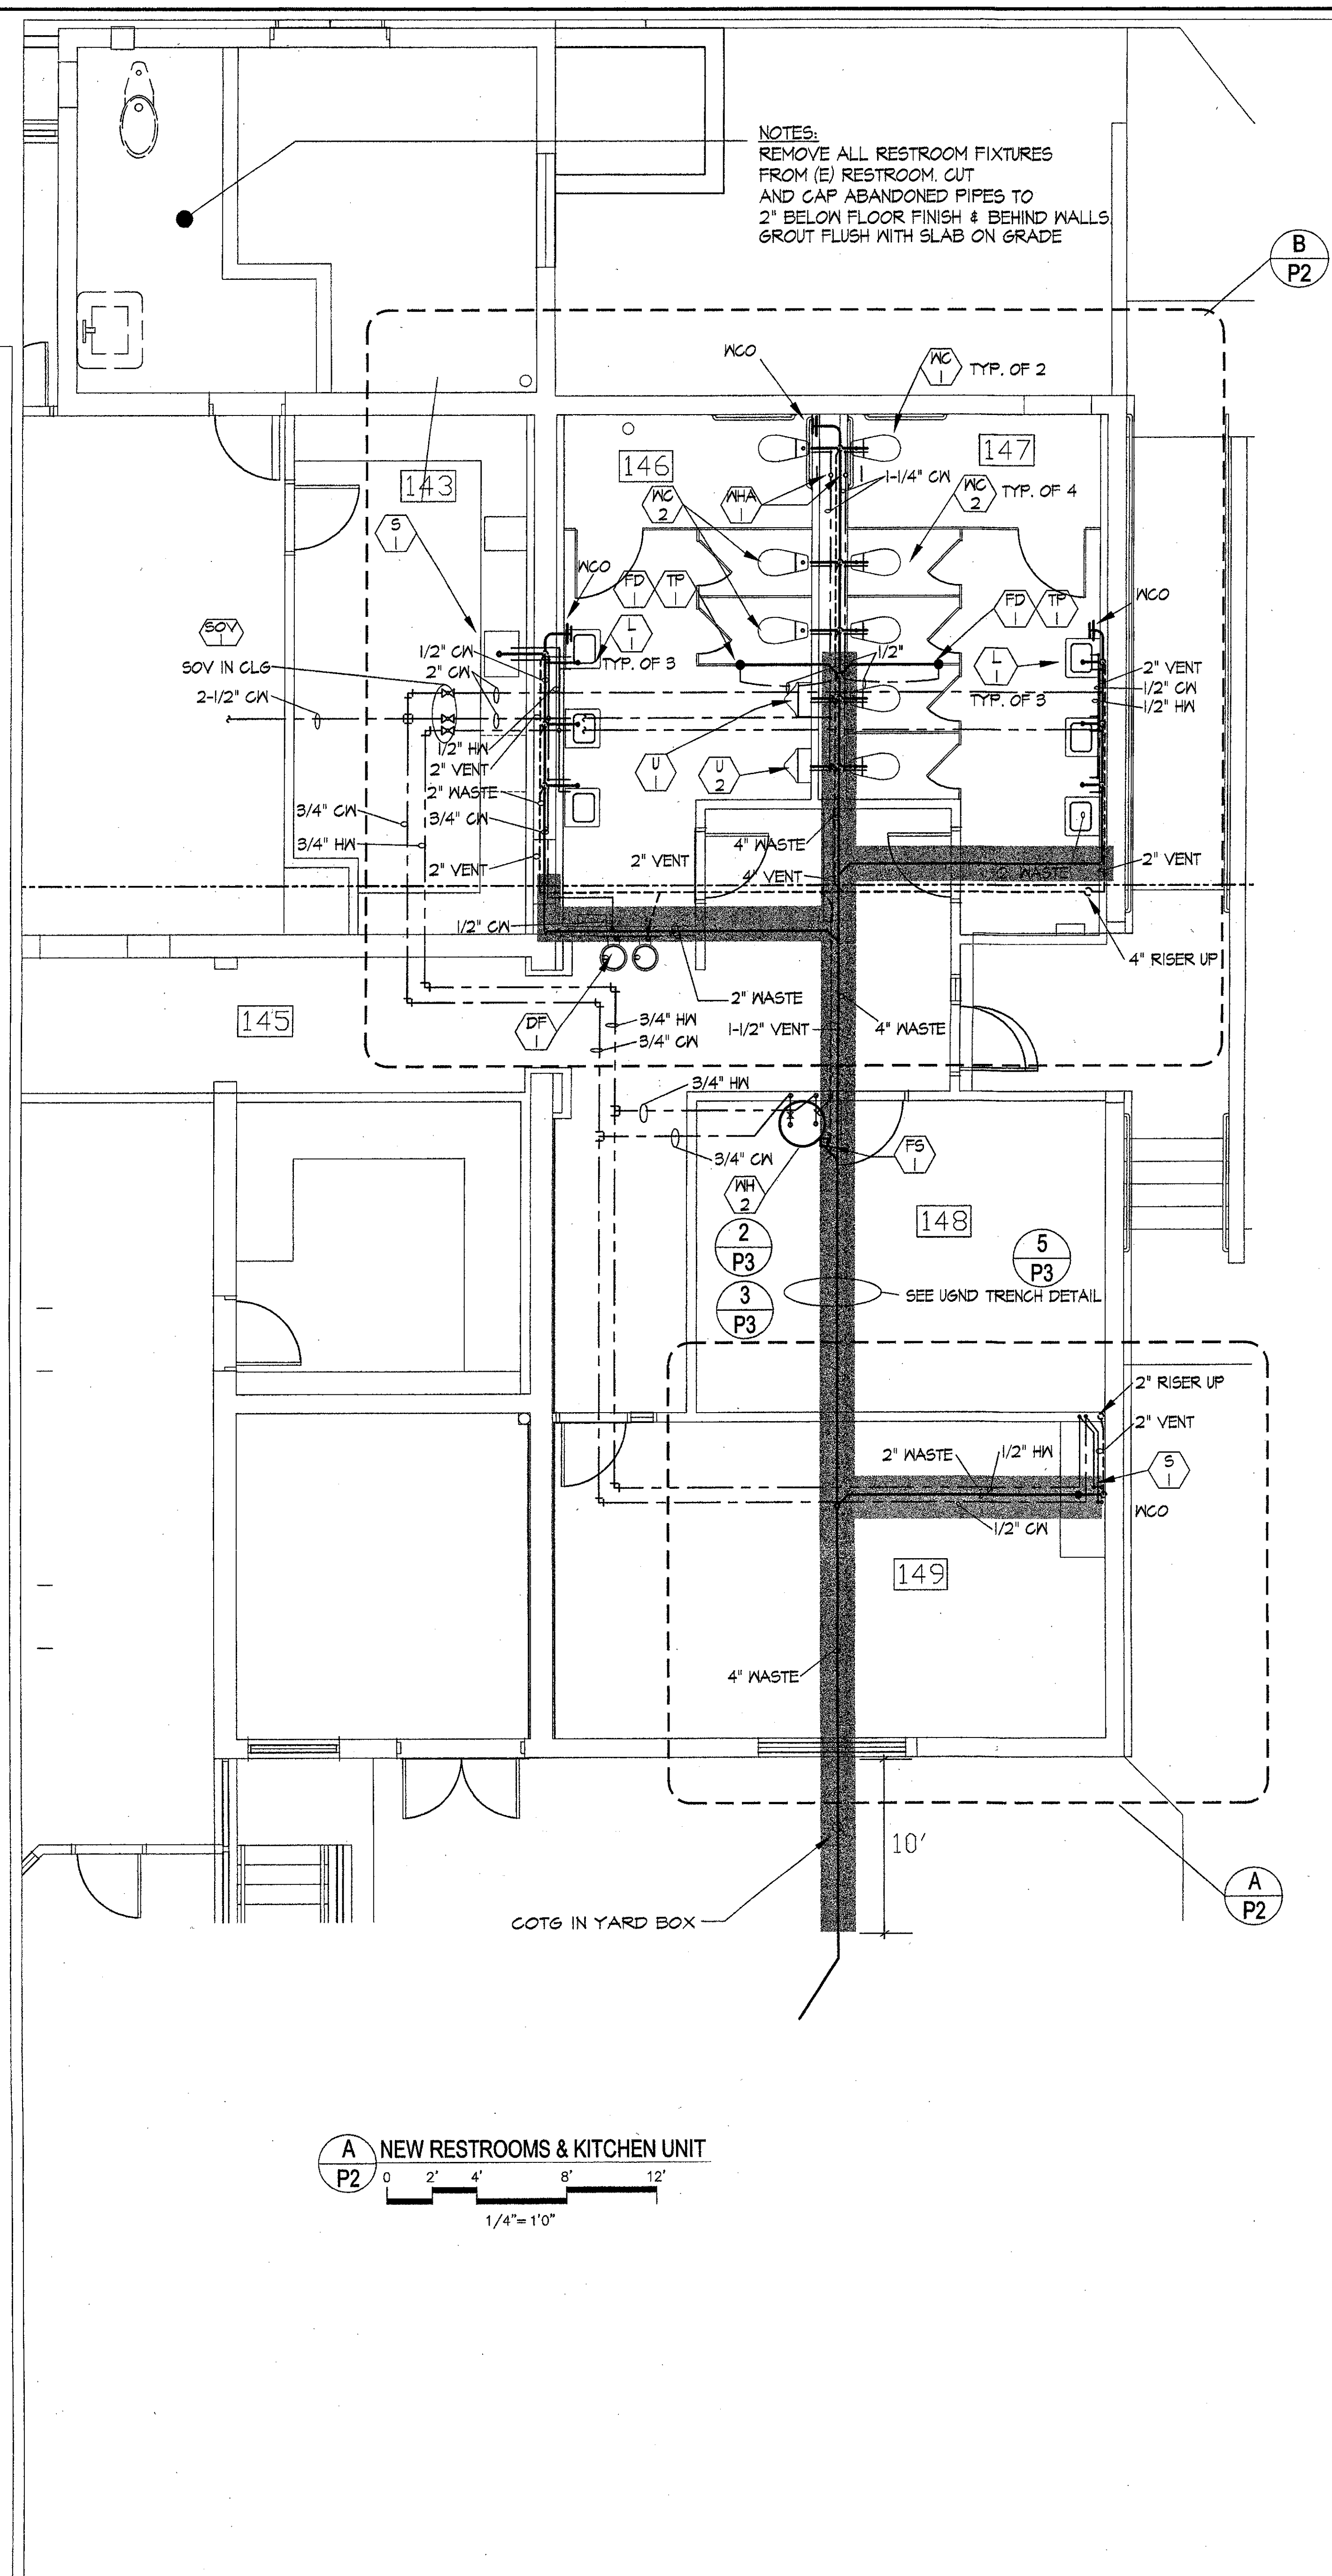 NOTES:
REMOVE ALL RESTROOM FIXTURES
FROM (E) RESTROOM. CUT
AND CAP ABANDONED PIPES TO
2" BELOW FLOOR FINISH & BEHIND WALLS.
GROUT FLUSH WITH SLAB ON GRADE
B
P2
WCO
WC
1
TYP. OF 2
146
147
143
WC
2
WHA
1
1-1/4" CW
WC
2
TYP. OF 4
S
1
WCO
FD
1
TP
1
FD
1
TP
1
WCO
SOV
1
L
1
TYP. OF 3
1/2" CW
2" CW
1/2"
L
1
TYP. OF 3
2" VENT
1/2" CW
1/2" HW
SOV IN CLG
2-1/2" CW
1/2" HW
2" VENT
U
1
U
2
2" WASTE
3/4" CW
3/4" CW
3/4" HW
4" WASTE
2" VENT
2" VENT
4" VENT
2" VENT
2" WASTE
1/2" CW
4" RISER UP
145
DF
1
2" WASTE
3/4" HW
3/4" CW
1-1/2" VENT
4" WASTE
3/4" HW
3/4" CW
FS
1
WH
2
148
2
P3
5
P3
3
P3
SEE UGND TRENCH DETAIL
2" RISER UP
2" VENT
2" WASTE
1/2" HW
S
1
WCO
1/2" CW
149
4" WASTE
10'
A
P2
COTG IN YARD BOX
A
P2
NEW RESTROOMS & KITCHEN UNIT
0 2' 4' 8' 12'
1/4"=1'0"